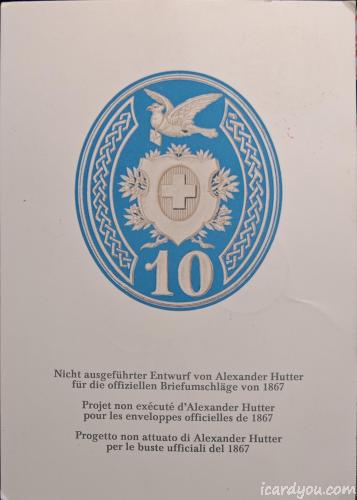 10
Nicht ausgeführter Entwurf von Alexander Hutter
für die offiziellen Briefumschläge von 1867
Projet non exécuté d'Alexander Hutter
pour les enveloppes officielles de 1867
Progetto non attuato di Alexander Hutter
per le buste ufficiali del 1867
icardyou.com